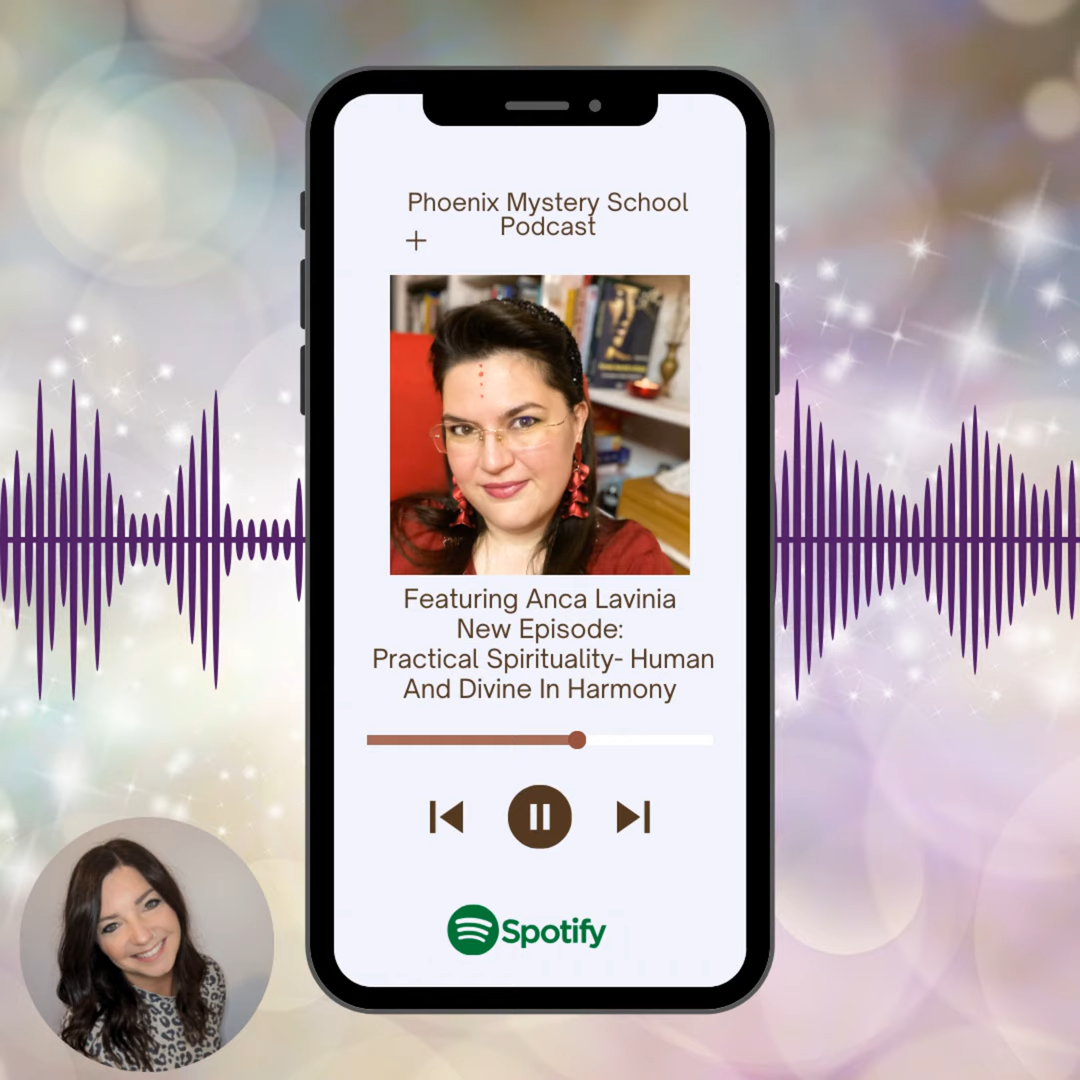 Phoenix Mystery School
Podcast
+
Featuring Anca Lavinia
New Episode:
Practical Spirituality- Human
And Divine In Harmony
Spotify